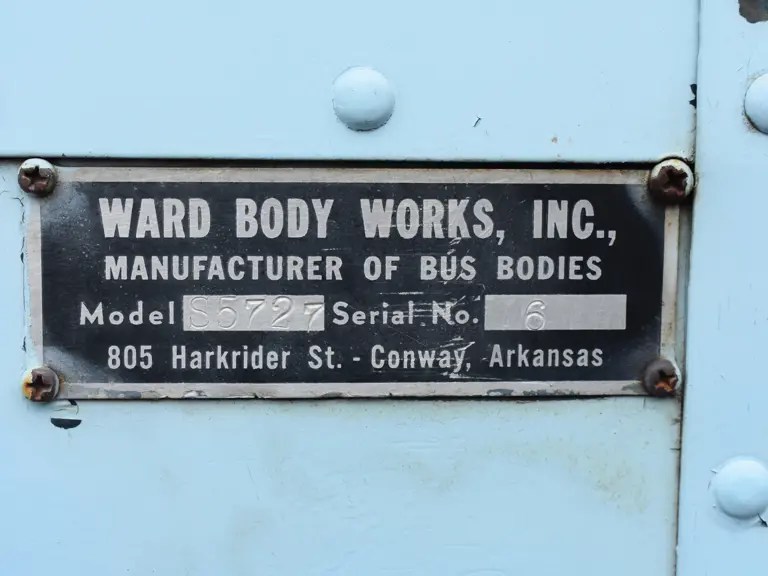 WARD BODY WORKS, INC.,
MANUFACTURER OF BUS BODIES
Model S5727 Serial No. 6
805 Harkrider St. - Conway, Arkansas